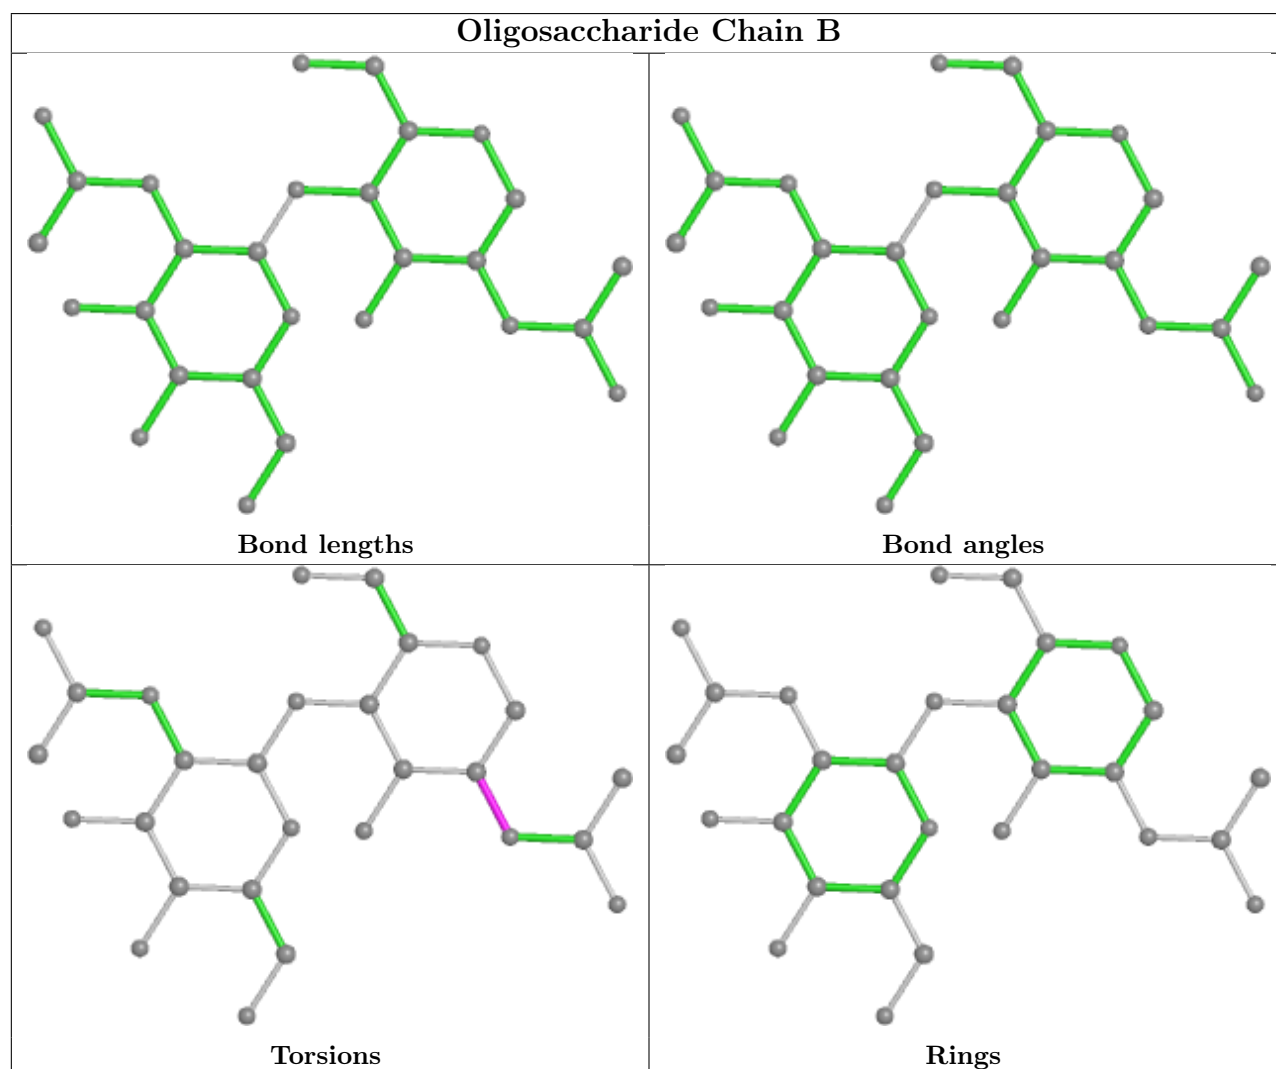 Oligosaccharide Chain B
Bond lengths
Bond angles
Torsions
Rings